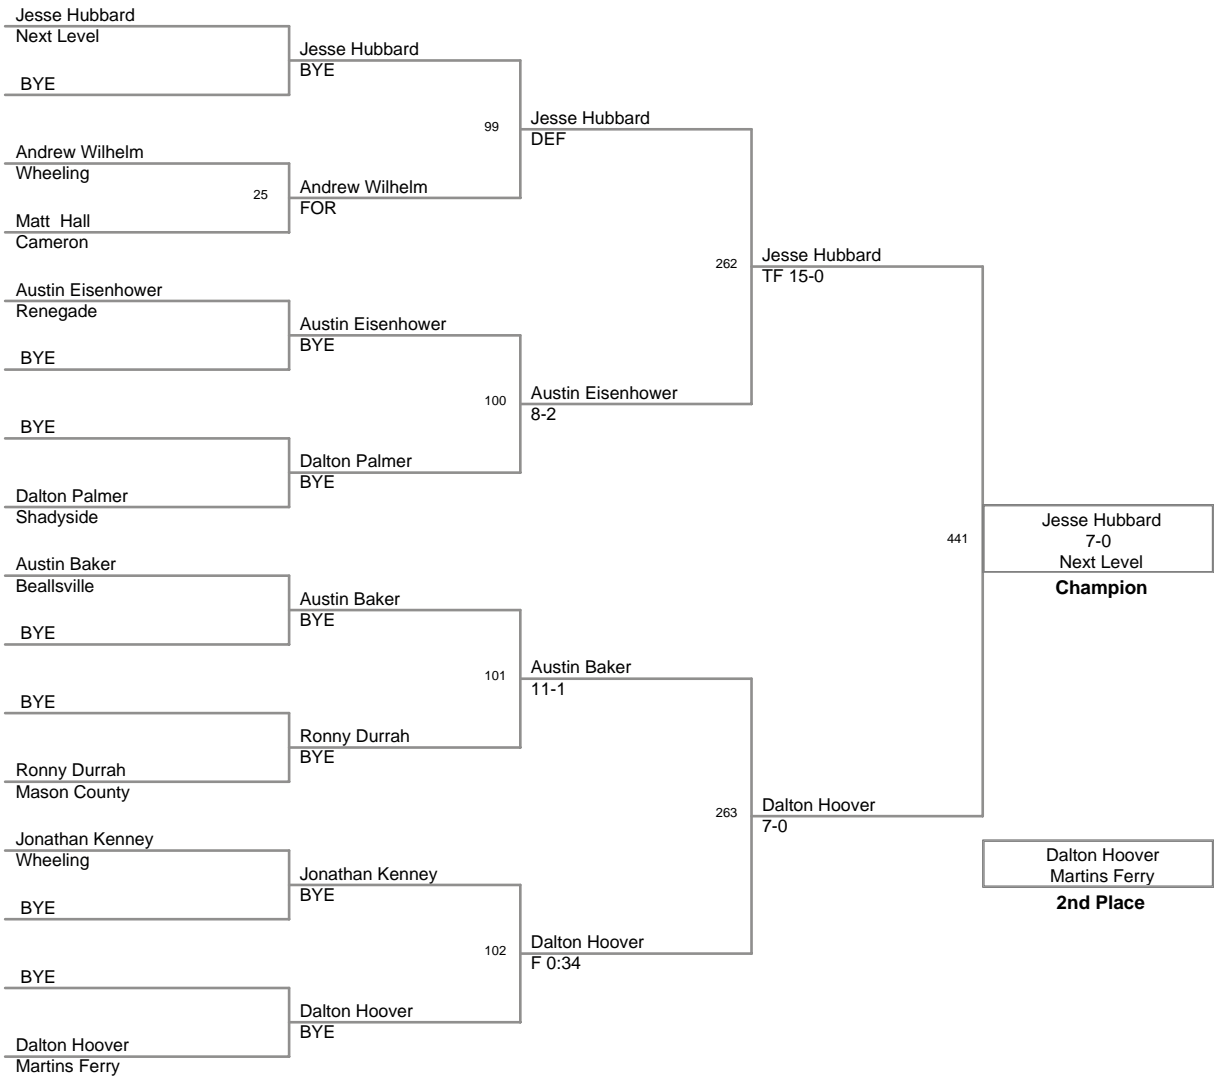 Jesse Hubbard
Next Level
BYE
Andrew Wilhelm
Wheeling
25
Matt  Hall
Cameron
Austin Eisenhower
Renegade
BYE
BYE
Dalton Palmer
Shadyside
Austin Baker
Beallsville
BYE
BYE
Ronny Durrah
Mason County
Jonathan Kenney
Wheeling
BYE
BYE
Dalton Hoover
Martins Ferry
Jesse Hubbard
BYE
99
Andrew Wilhelm
FOR
Austin Eisenhower
BYE
100
Dalton Palmer
BYE
Austin Baker
BYE
101
Ronny Durrah
BYE
Jonathan Kenney
BYE
102
Dalton Hoover
BYE
Jesse Hubbard
DEF
262
Austin Eisenhower
8-2
Austin Baker
11-1
263
Dalton Hoover
F 0:34
Jesse Hubbard
TF 15-0
441
Dalton Hoover
7-0
Jesse Hubbard
7-0
Next Level
Champion
Dalton Hoover
Martins Ferry
2nd Place